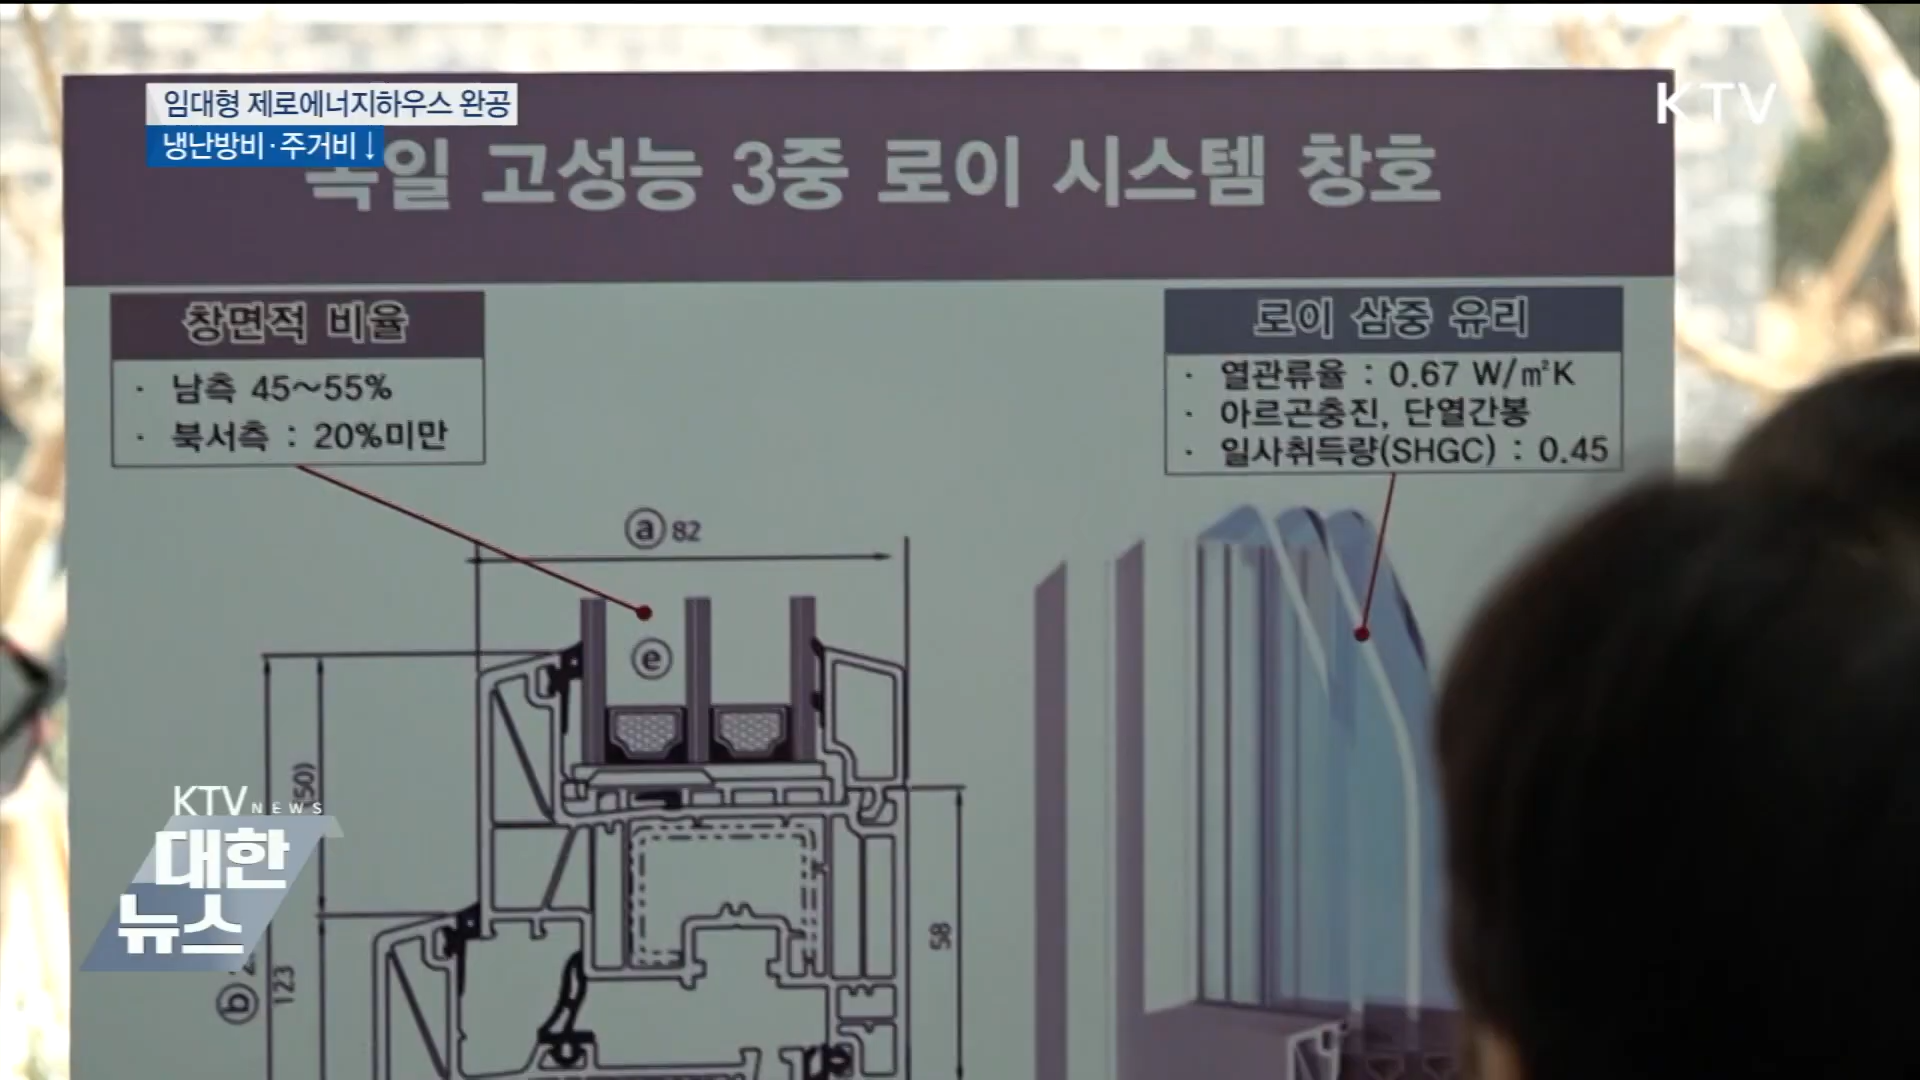 임대형 제로에너지하우스 완공
냉난방비·주거비↓
KTV
독일 고성능 3중 로이 시스템 창호
창면적 비율
· 남측 45~55%
· 북서측 : 20%미만
로이 삼중 유리
· 열관류율 : 0.67 W/㎡K
· 아르곤충진, 단열간봉
· 일사취득량(SHGC) : 0.45
ⓐ 82
ⓔ
(50)
58
ⓑ
123
KTV NEWS
대한
뉴스